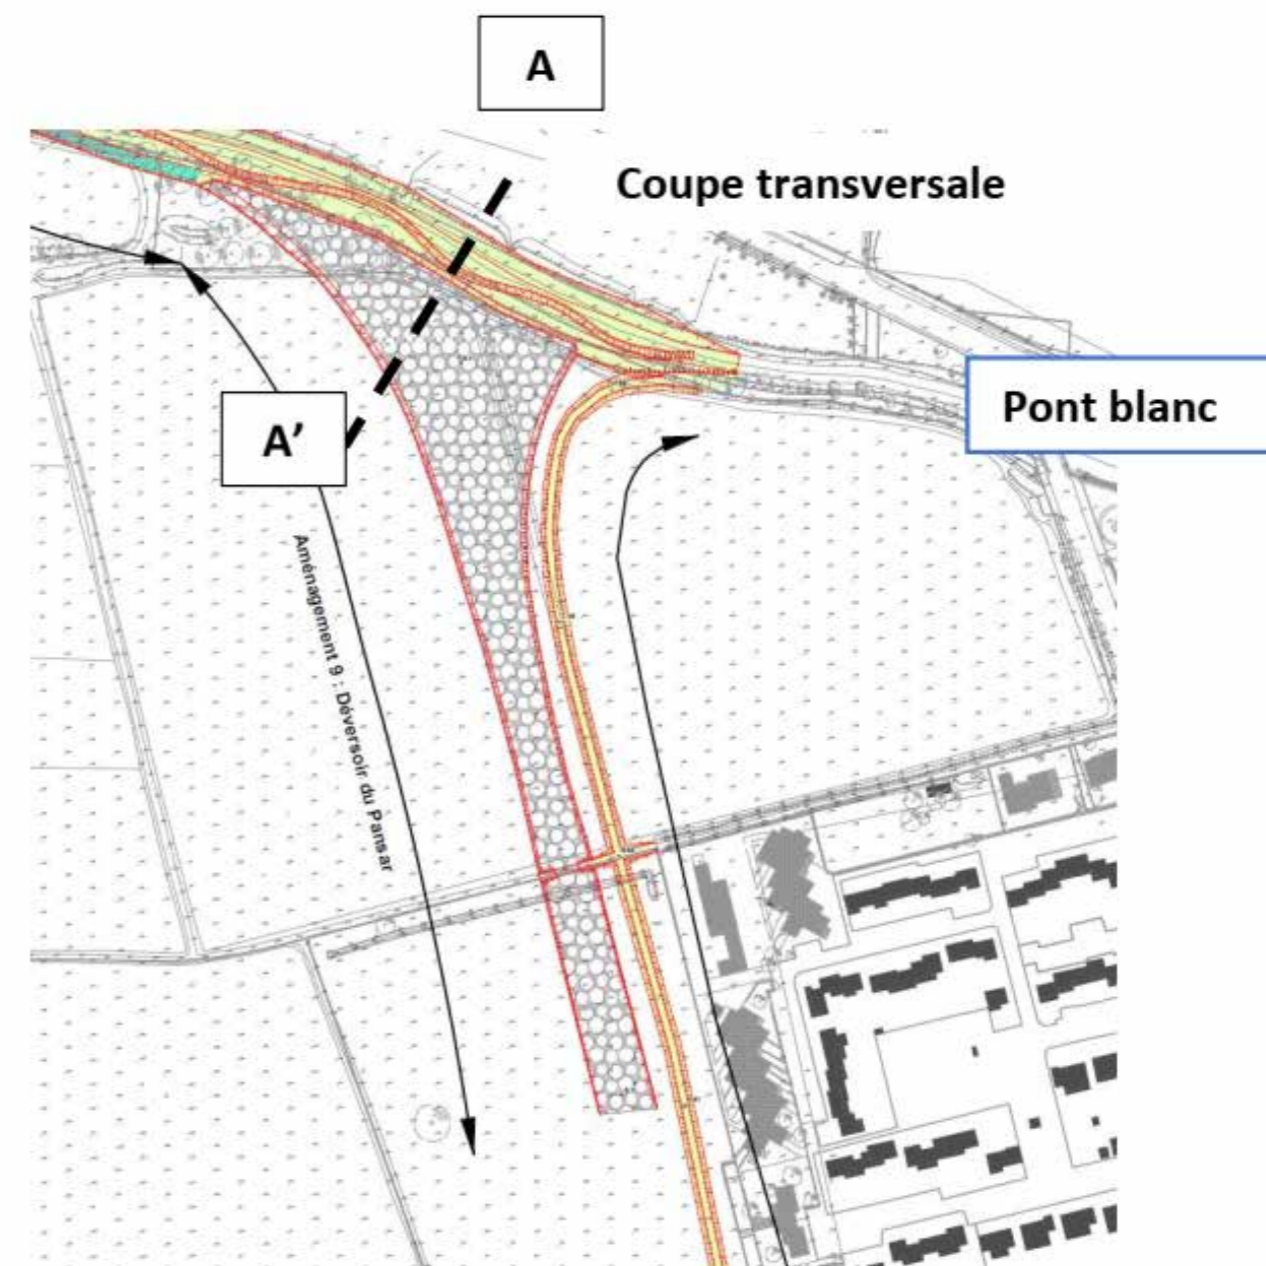 A
Coupe transversale
Pont blanc
A’
Aménagement 9 : Déversoir du Pansar